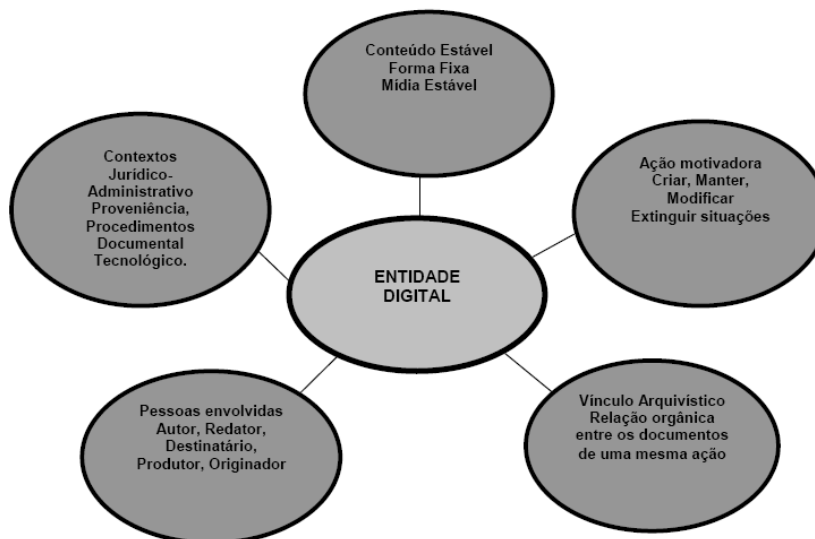 Conteúdo Estável
Forma Fixa
Mídia Estável
Contextos
Jurídico-
Administrativo
Proveniência,
Procedimentos
Documental
Tecnológico.
Ação motivadora
Criar, Manter,
Modificar
Extinguir situações
ENTIDADE
DIGITAL
Pessoas envolvidas
Autor, Redator,
Destinatário,
Produtor, Originador
Vínculo Arquivístico
Relação orgânica
entre os documentos
de uma mesma ação